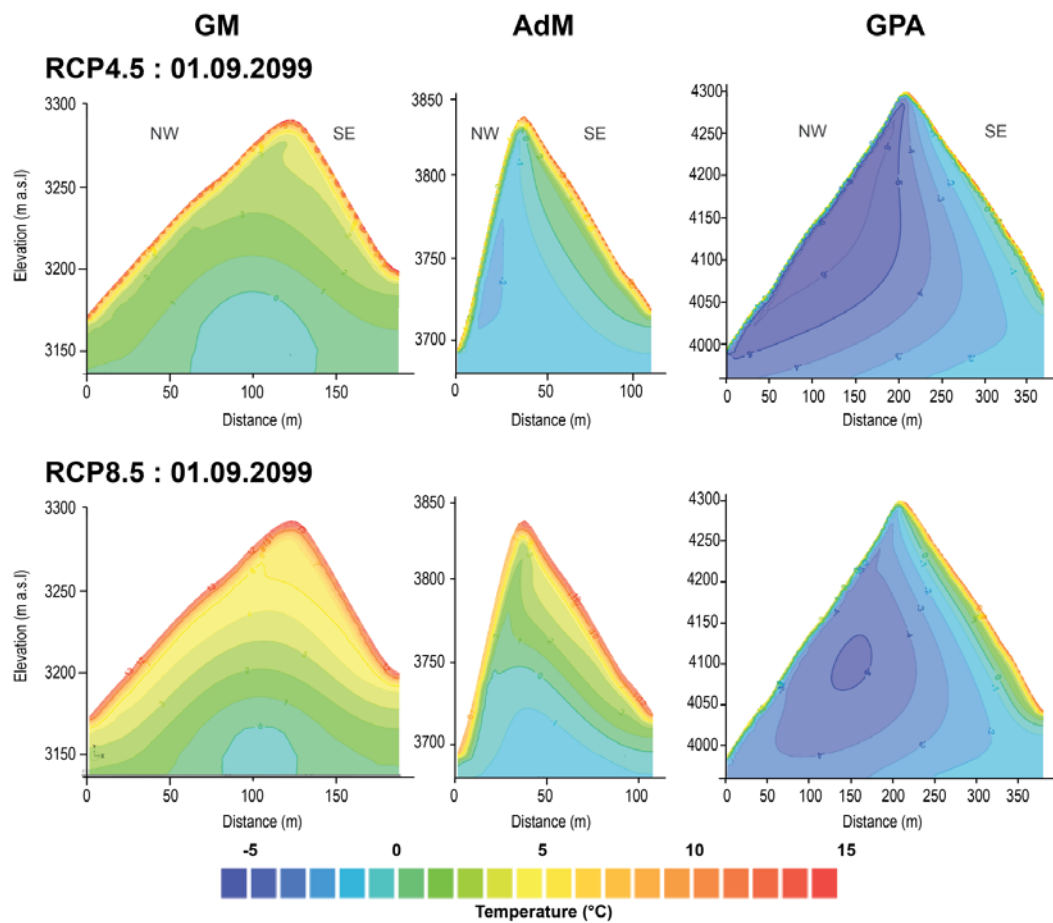 GM AdM GPA
RCP4.5 : 01.09.2099
NW SE
NW SE
NW SE
Elevation (m a.s.l)
3300
3250
3200
3150
3850
3800
3750
3700
4300
4250
4200
4150
4100
4050
4000
0 50 100 150
0 50 100
0 50 100 150 200 250 300 350
Distance (m) Distance (m) Distance (m)
RCP8.5 : 01.09.2099
Elevation (m a.s.l)
3300
3250
3200
3150
3850
3800
3750
3700
4300
4250
4200
4150
4100
4050
4000
0 50 100 150
0 50 100
0 50 100 150 200 250 300 350
Distance (m) Distance (m) Distance (m)
-5 0 5 10 15
Temperature (°C)